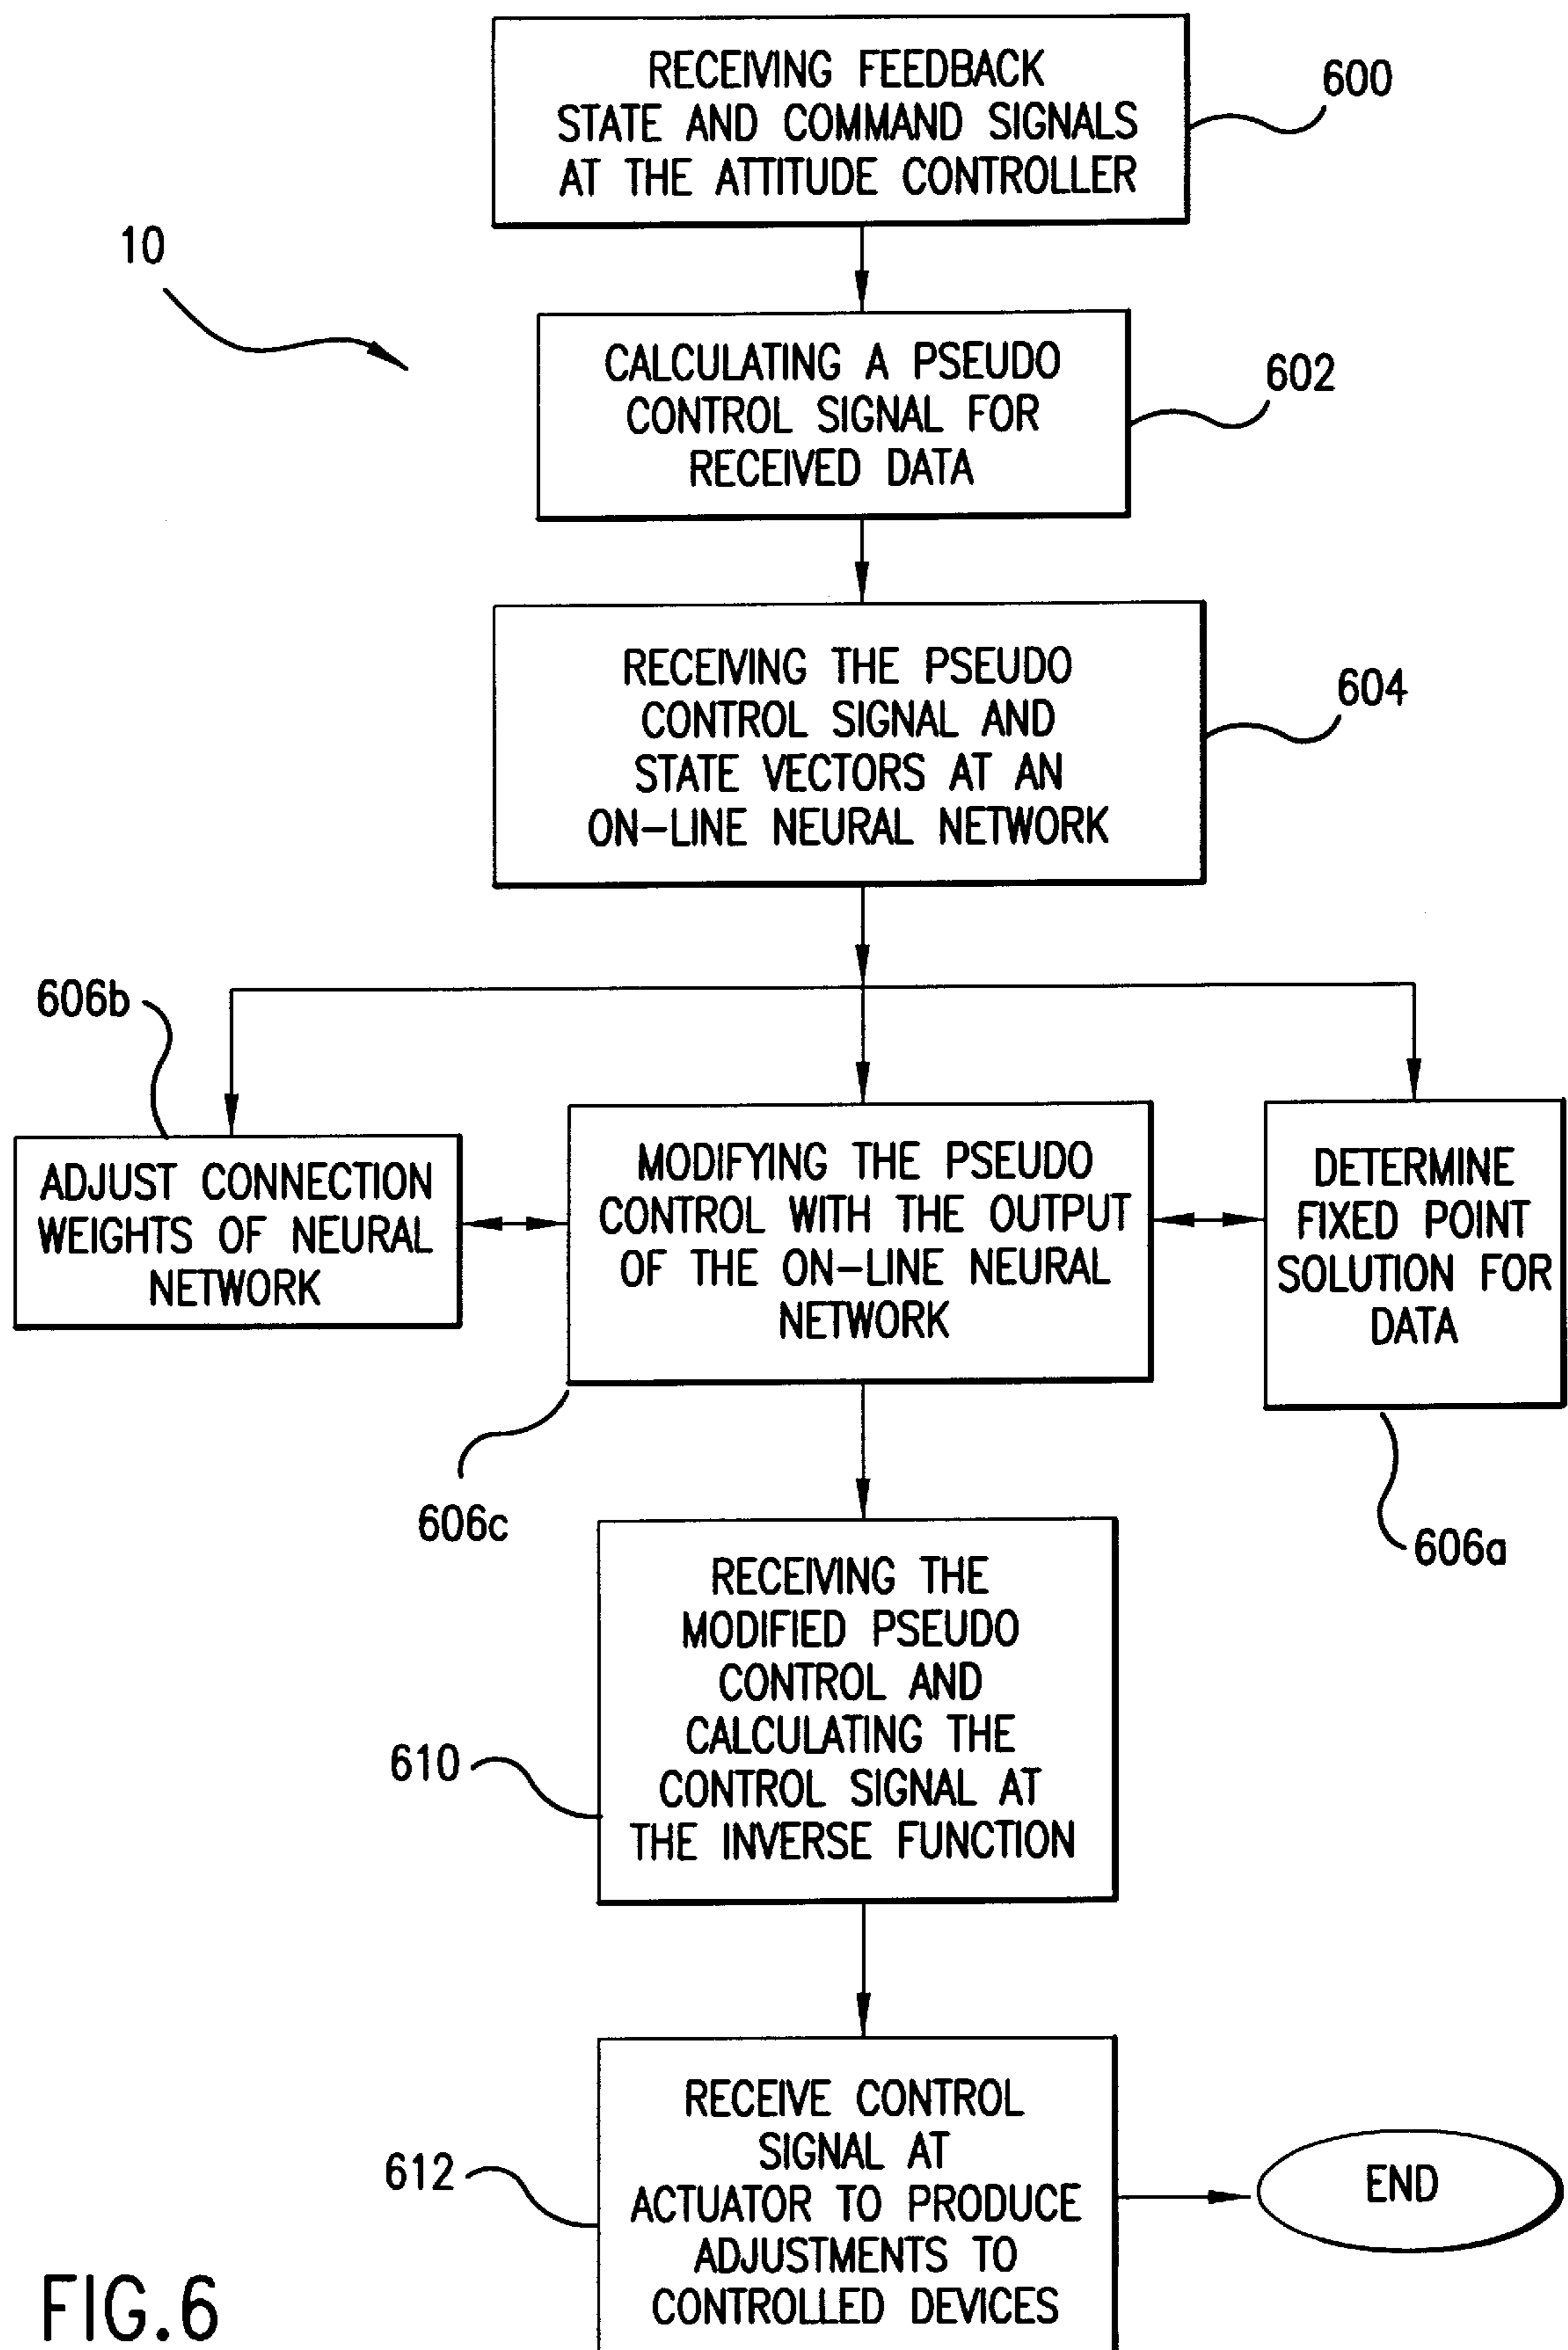 RECEIVING FEEDBACK
STATE AND COMMAND SIGNALS
AT THE ATTITUDE CONTROLLER
600
10
CALCULATING A PSEUDO
CONTROL SIGNAL FOR
RECEIVED DATA
602
RECEIVING THE PSEUDO
CONTROL SIGNAL AND
STATE VECTORS AT AN
ON-LINE NEURAL NETWORK
604
606b
ADJUST CONNECTION
WEIGHTS OF NEURAL
NETWORK
MODIFYING THE PSEUDO
CONTROL WITH THE OUTPUT
OF THE ON-LINE NEURAL
NETWORK
DETERMINE
FIXED POINT
SOLUTION FOR
DATA
606c
606a
RECEIVING THE
MODIFIED PSEUDO
CONTROL AND
CALCULATING THE
CONTROL SIGNAL AT
THE INVERSE FUNCTION
610
RECEIVE CONTROL
SIGNAL AT
ACTUATOR TO PRODUCE
ADJUSTMENTS TO
CONTROLLED DEVICES
612
END
FIG.6